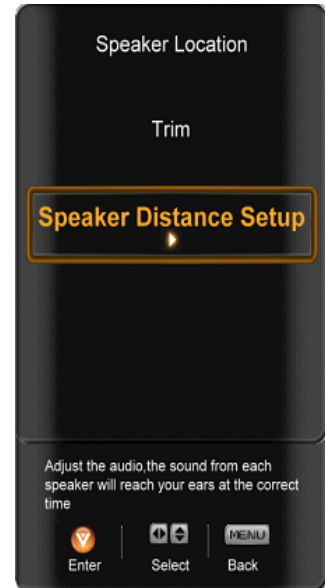 Speaker Location
Trim
Speaker Distance Setup
Adjust the audio,the sound from each
speaker will reach your ears at the correct
time
V
MENU
Enter
Select
Back